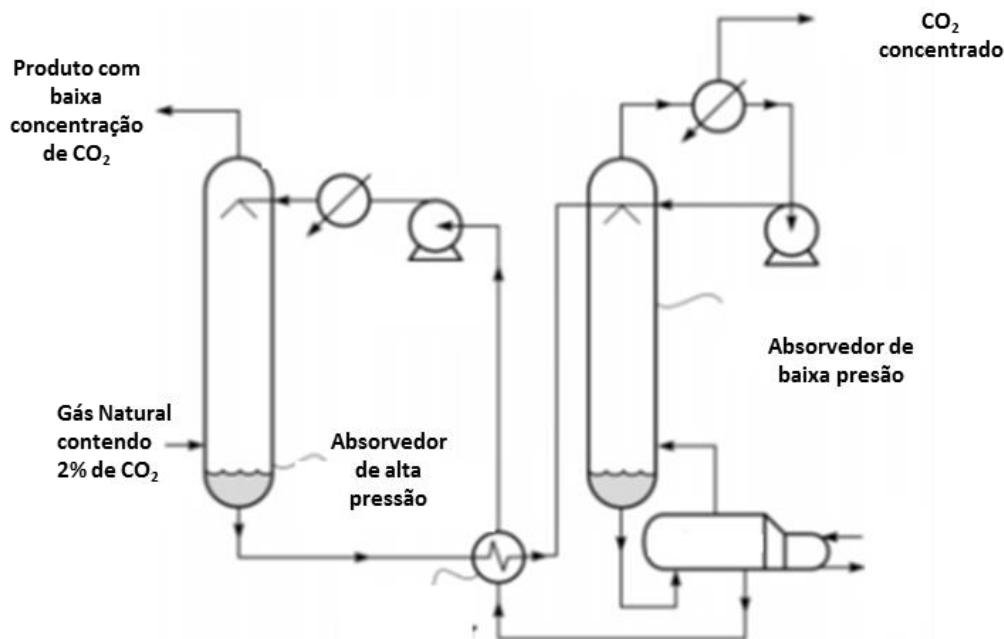 CO₂
concentrado
Produto com
baixa
concentração
de CO₂
Gás Natural
contendo
2% de CO₂
Absorvedor
de alta
pressão
Absorvedor de
baixa presão